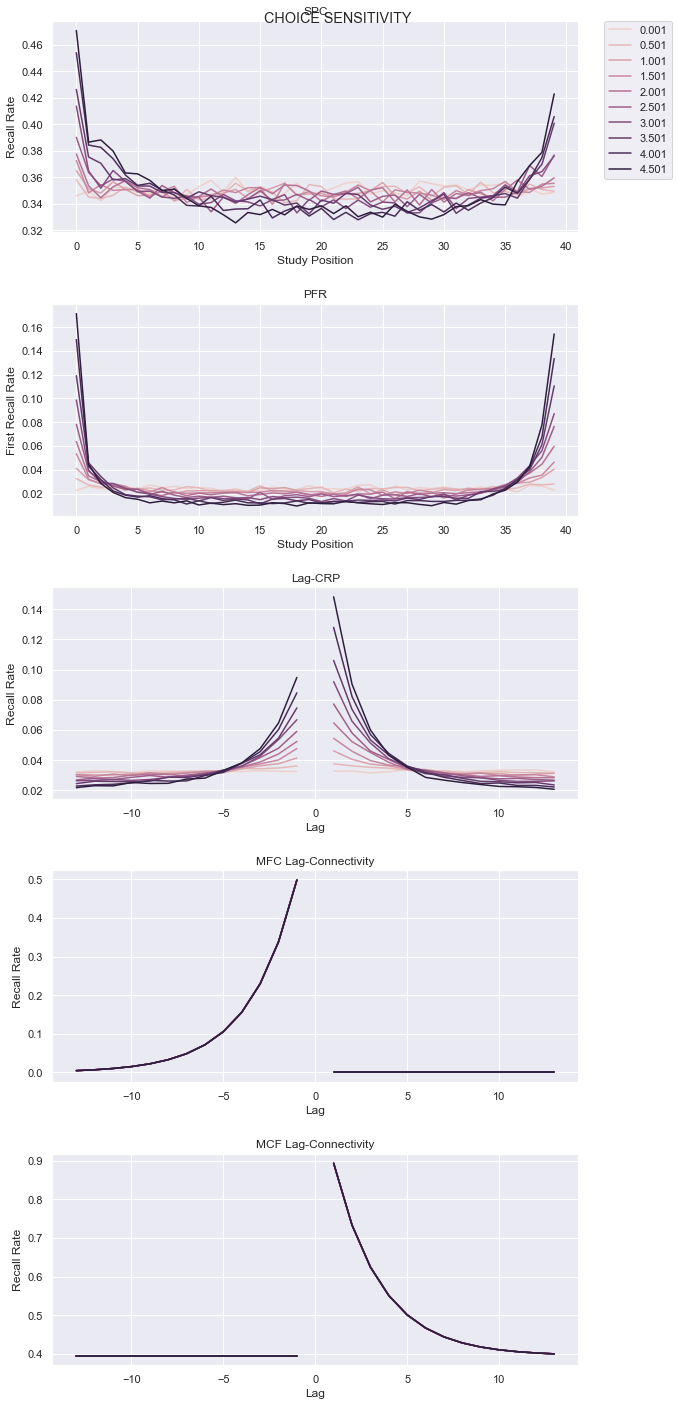 SPC
CHOICE SENSITIVITY
0.001
0.501
1.001
1.501
2.001
2.501
3.001
3.501
4.001
4.501
Recall Rate
0.46
0.44
0.42
0.40
0.38
0.36
0.34
0.32
0 5 10 15 20 25 30 35 40
Study Position
PFR
First Recall Rate
0.16
0.14
0.12
0.10
0.08
0.06
0.04
0.02
0 5 10 15 20 25 30 35 40
Study Position
Lag-CRP
Recall Rate
0.14
0.12
0.10
0.08
0.06
0.04
0.02
−10 −5 0 5 10
Lag
MFC Lag-Connectivity
Recall Rate
0.5
0.4
0.3
0.2
0.1
0.0
−10 −5 0 5 10
Lag
MCF Lag-Connectivity
Recall Rate
0.9
0.8
0.7
0.6
0.5
0.4
−10 −5 0 5 10
Lag